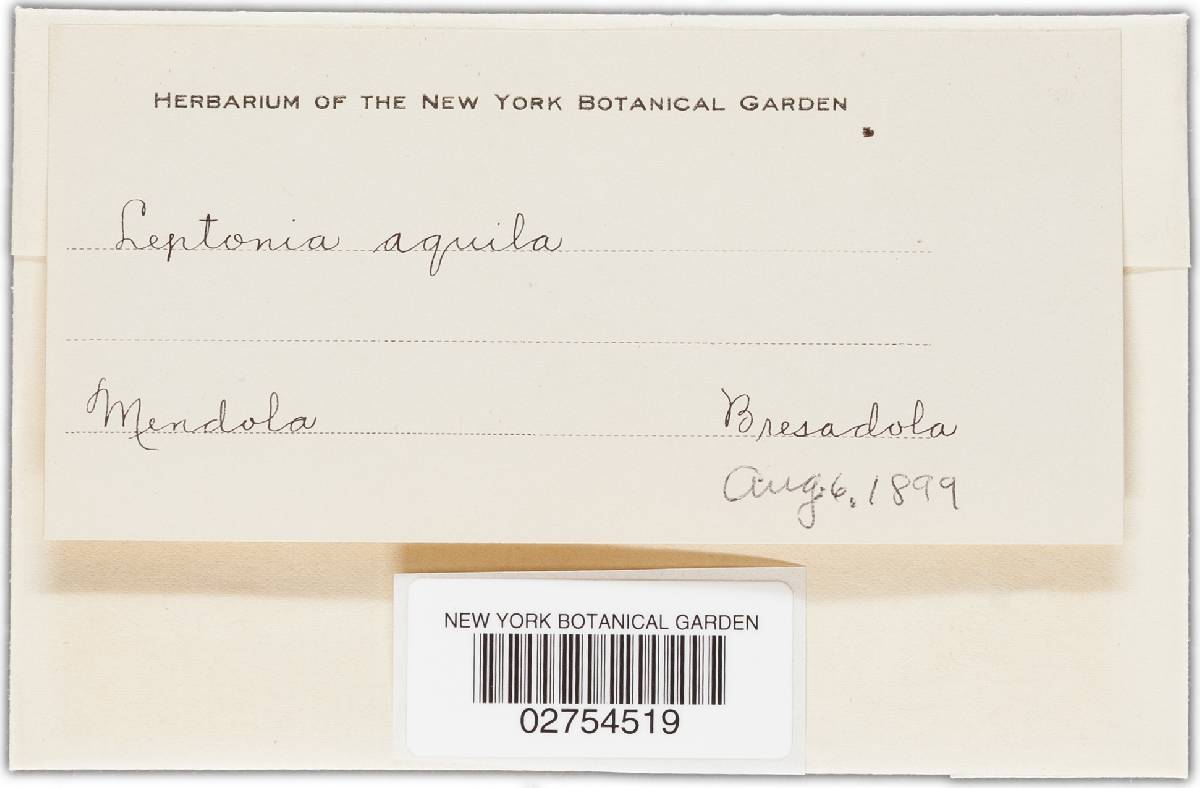 HERBARIUM OF THE NEW YORK BOTANICAL GARDEN
Leptonia aquila
Mendola Bresadola
Aug. 6, 1899
NEW YORK BOTANICAL GARDEN
02754519